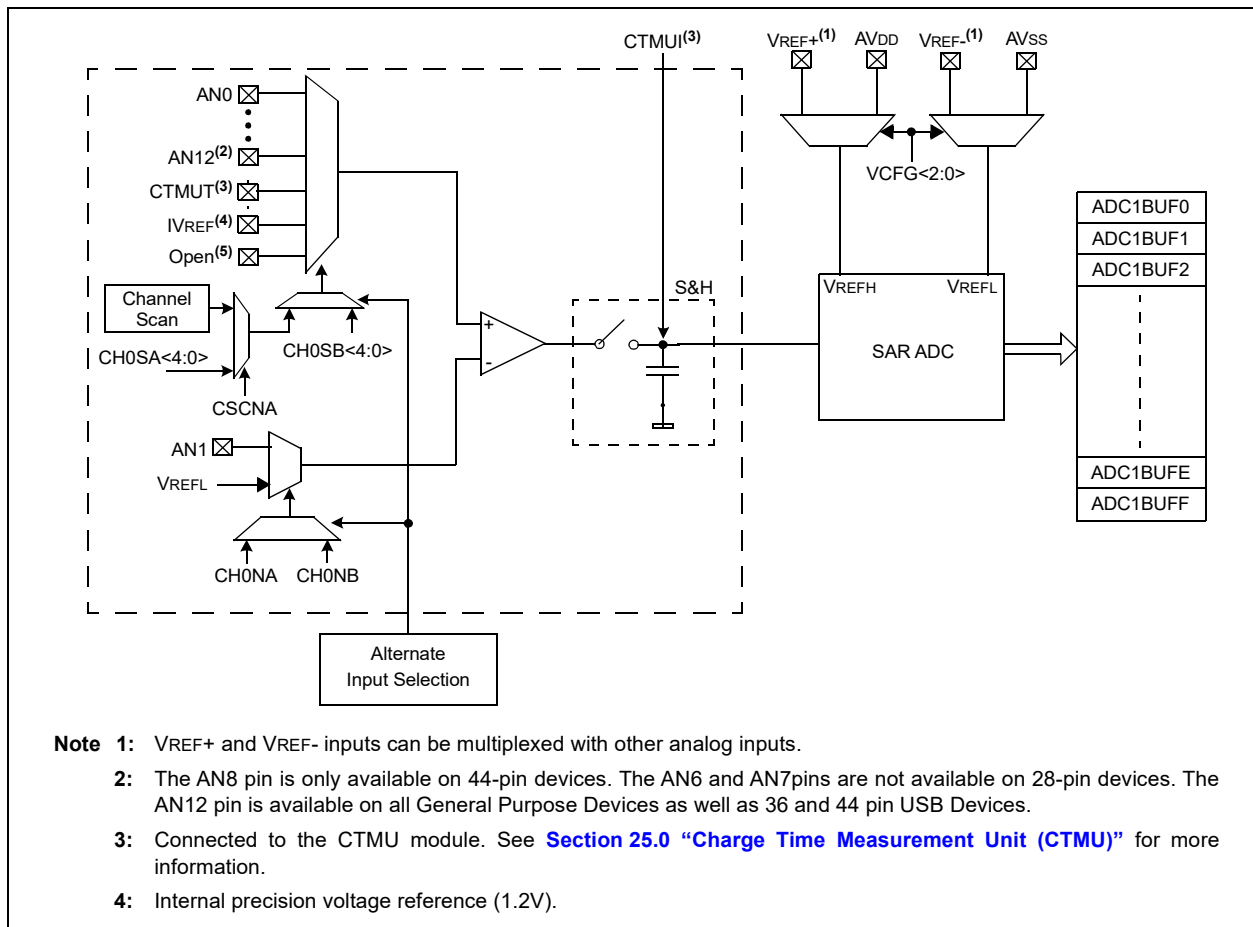 CTMUI(3)
VREF+(1) AVDD VREF-(1) AVSS
AN0
AN12(2)
CTMUT(3)
IVREF(4)
Open(5)
VCFG<2:0>
ADC1BUF0
ADC1BUF1
ADC1BUF2
S&H
VREFH VREFL
Channel
Scan
CH0SA<4:0>
CH0SB<4:0>
+
-
SAR ADC
CSCNA
AN1
VREFL
CH0NA CH0NB
ADC1BUFE
ADC1BUFF
Alternate
Input Selection
Note 1: VREF+ and VREF- inputs can be multiplexed with other analog inputs.
2: The AN8 pin is only available on 44-pin devices. The AN6 and AN7pins are not available on 28-pin devices. The
AN12 pin is available on all General Purpose Devices as well as 36 and 44 pin USB Devices.
3: Connected to the CTMU module. See Section 25.0 “Charge Time Measurement Unit (CTMU)” for more
information.
4: Internal precision voltage reference (1.2V).